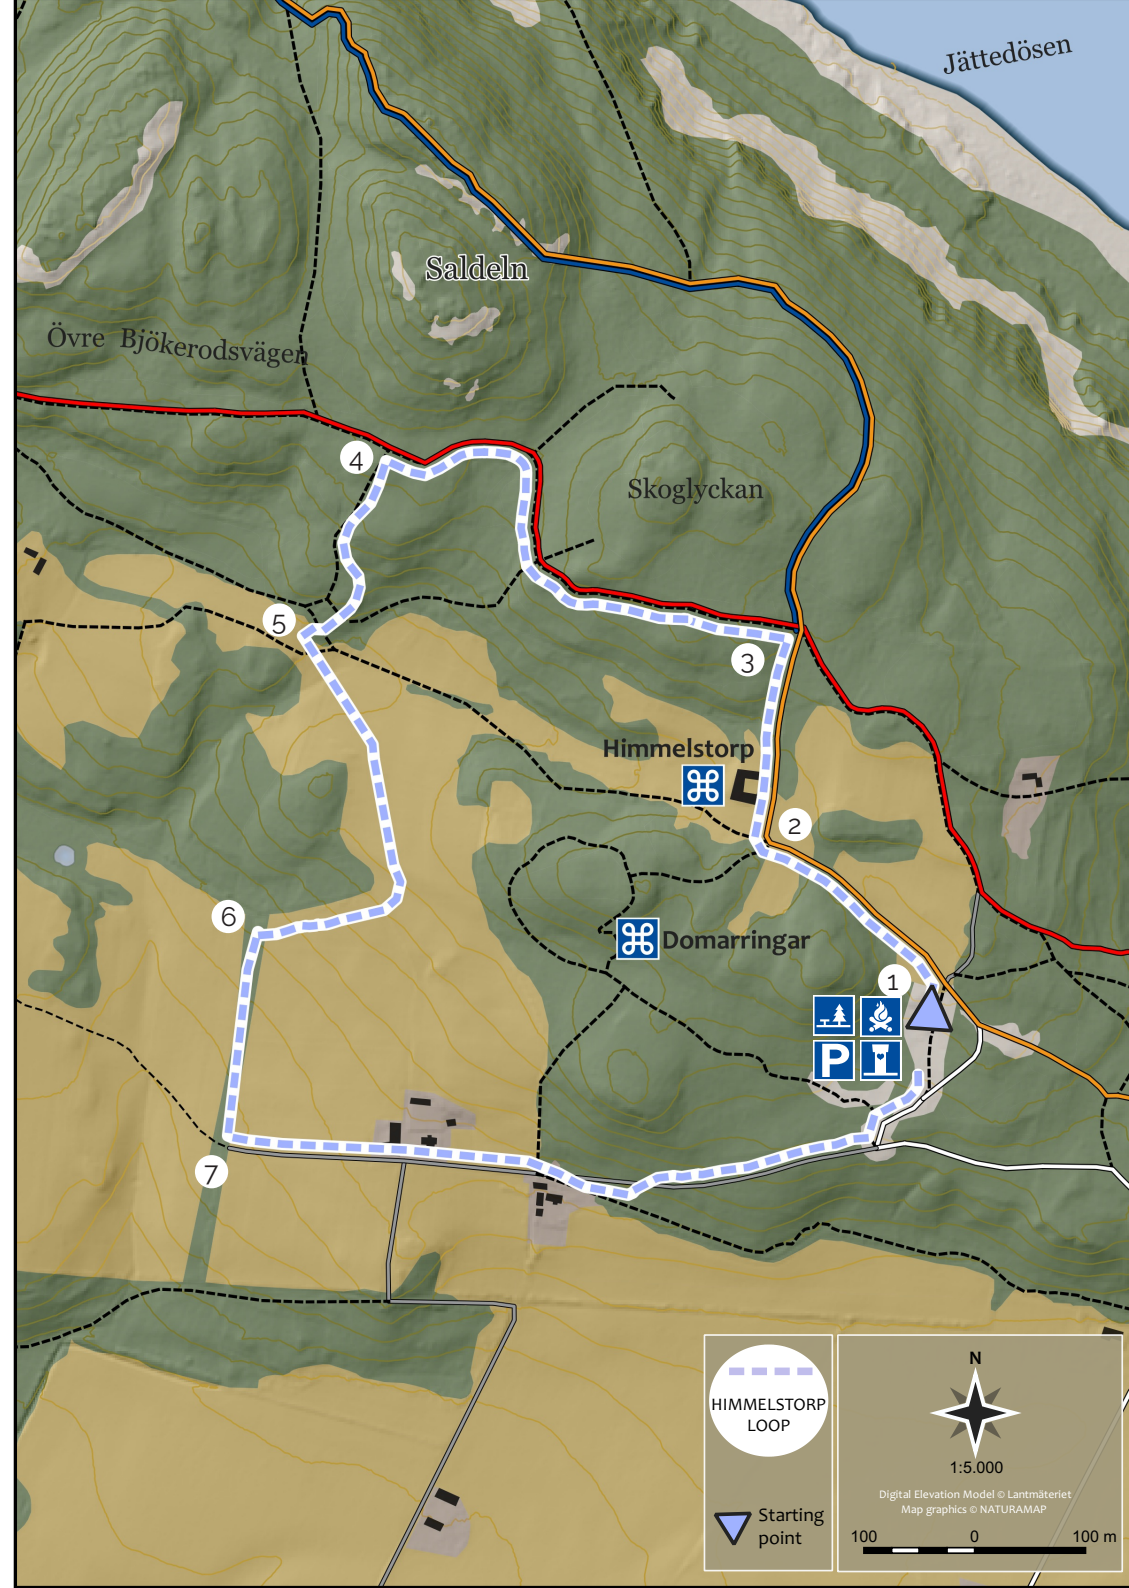 Jättedösen
Saldeln
Övre Bjökerodsvägen
4
Skoglyckan
5
3
Himmelstorp
2
6
Domarringar
1
P
7
HIMMELSTORP
LOOP
Starting
point
N
1:5.000
Digital Elevation Model © Lantmäteriet
Map graphics © NATURAMAP
100 0 100 m